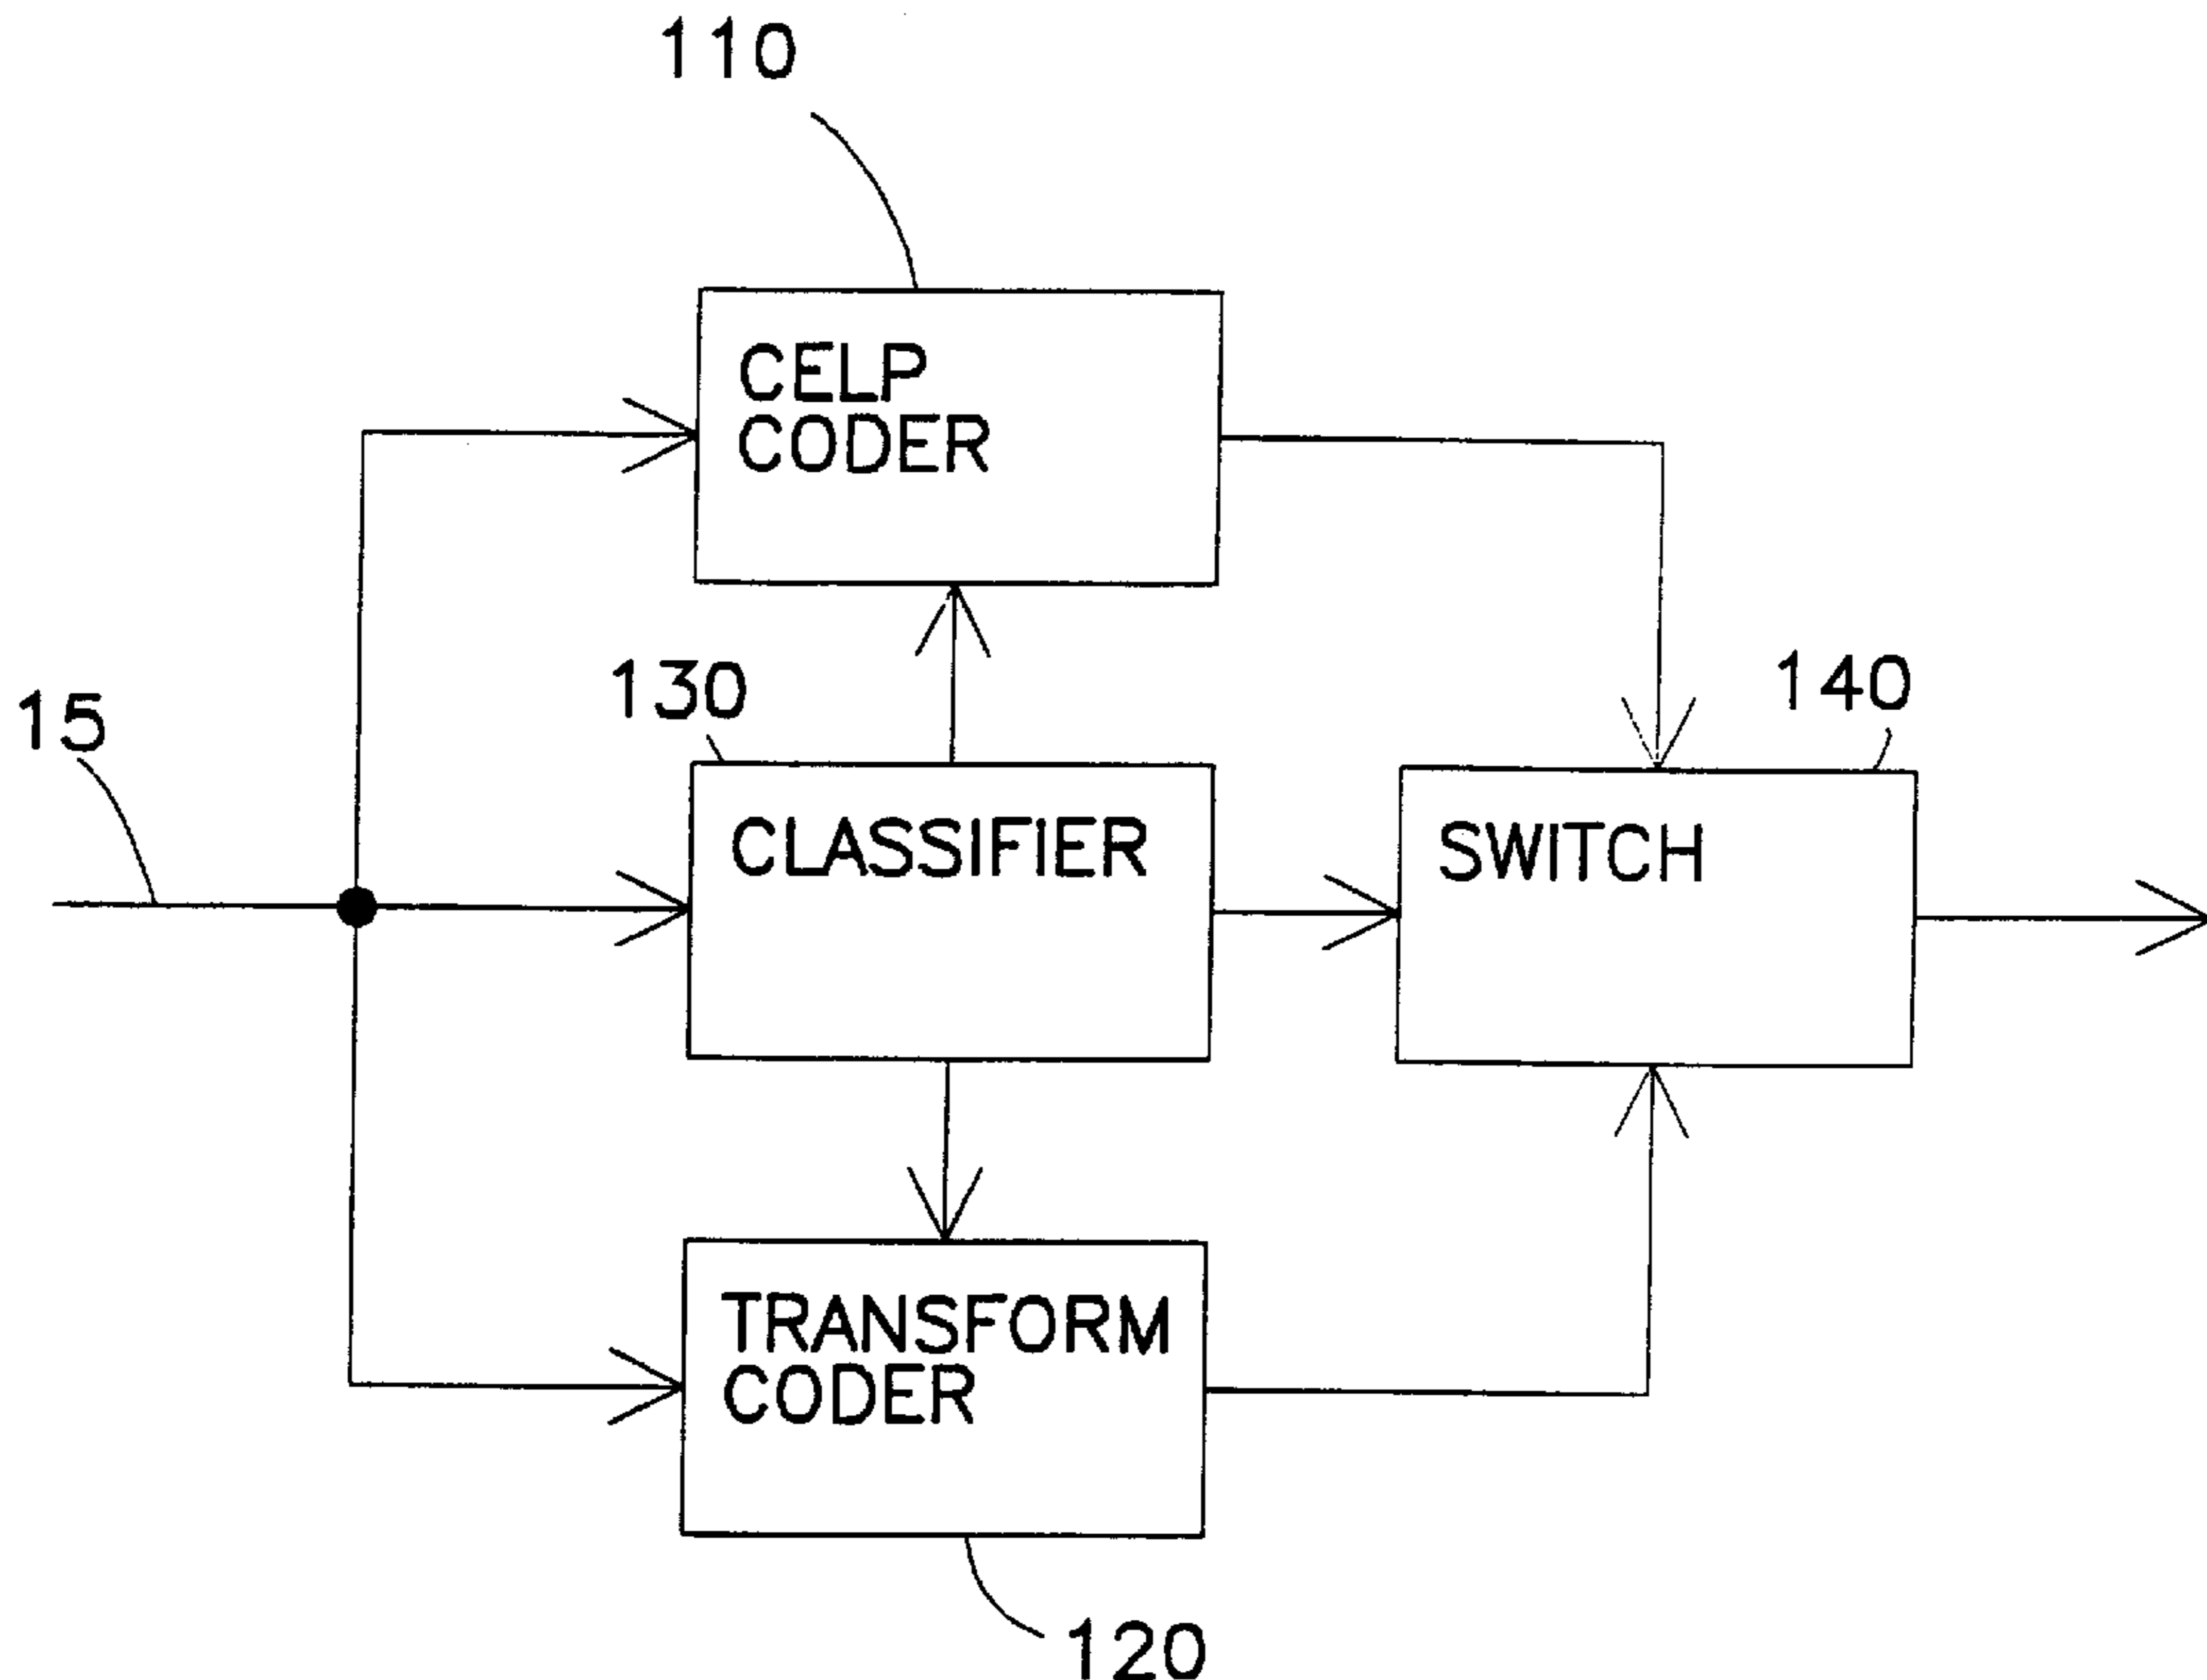 110
CELP
CODER
130
140
15
CLASSIFIER
SWITCH
TRANSFORM
CODER
120